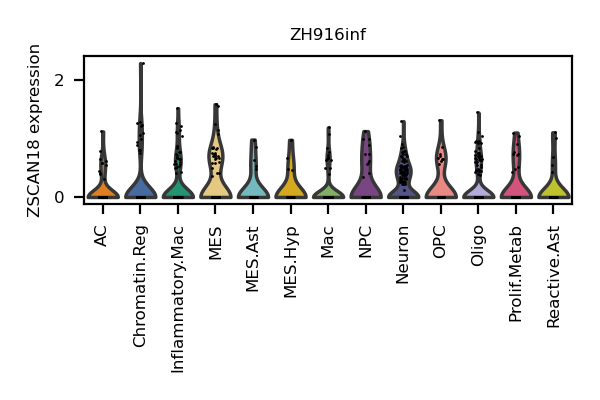 ZH916inf
ZSCAN18 expression
2
0
AC
Chromatin.Reg
Inflammatory.Mac
MES
MES.Ast
MES.Hyp
Mac
NPC
Neuron
OPC
Oligo
Prolif.Metab
Reactive.Ast